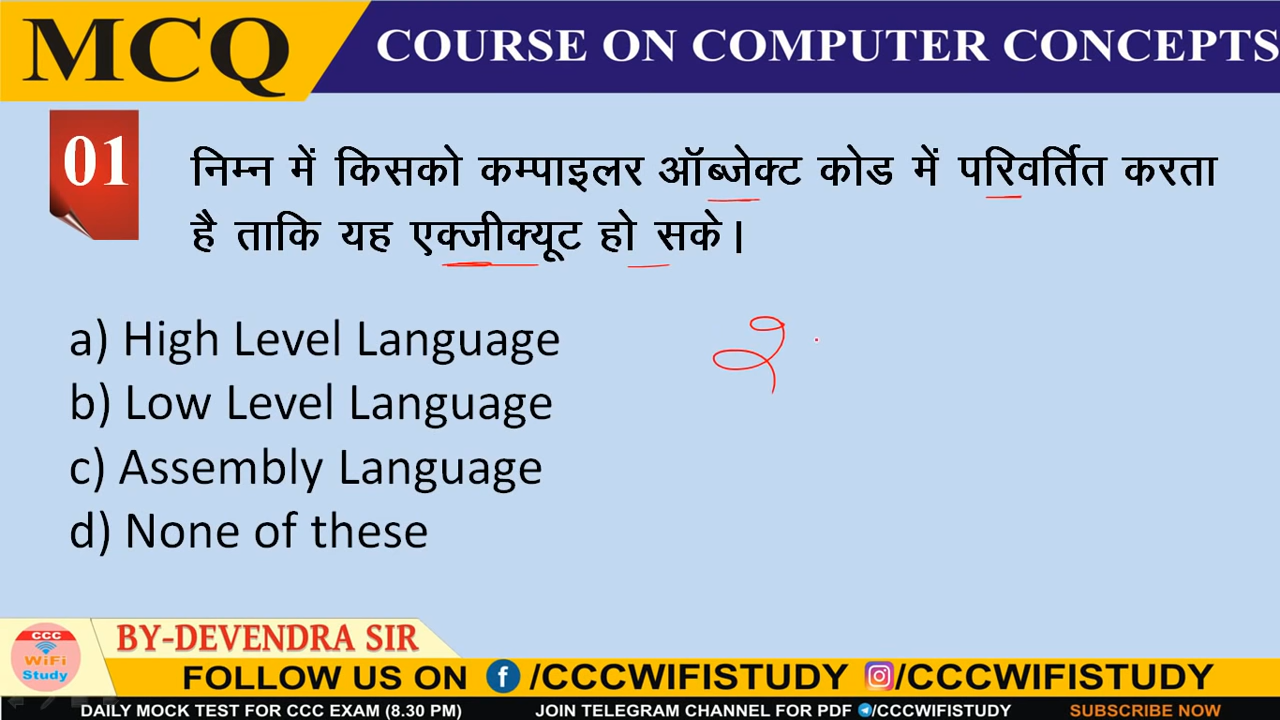 MCQ
COURSE ON COMPUTER CONCEPTS
01
निम्न में किसको कम्पाइलर ऑब्जेक्ट कोड में परिवर्तित करता
है ताकि यह एक्जीक्यूट हो सके।
a) High Level Language
b) Low Level Language
c) Assembly Language
d) None of these
CCC
WiFi
Study
BY-DEVENDRA SIR
FOLLOW US ON f /CCCWIFISTUDY /CCCWIFISTUDY
DAILY MOCK TEST FOR CCC EXAM (8.30 PM) JOIN TELEGRAM CHANNEL FOR PDF /CCCWIFISTUDY SUBSCRIBE NOW